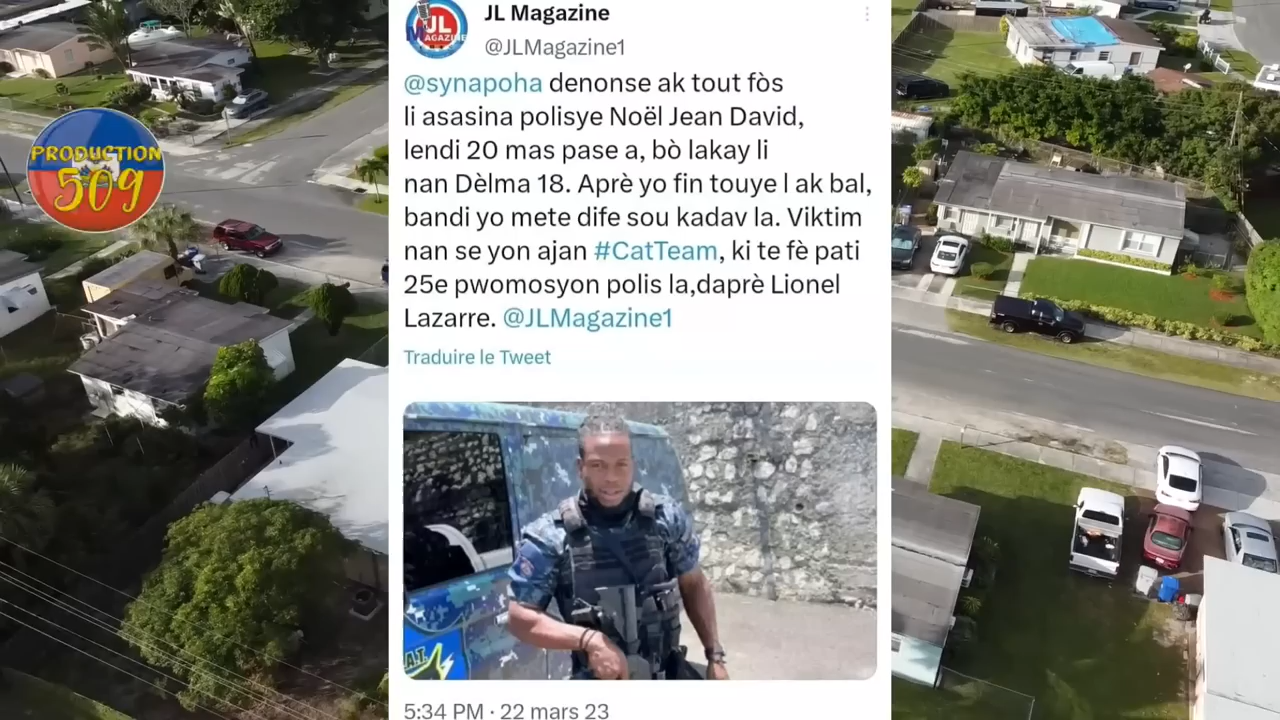 JL Magazine
@JLMagazine1
@synapoha denonse ak tout fòs
li asasina polisye Noël Jean David,
lendi 20 mas pase a, bò lakay li
nan Dèlma 18. Aprè yo fin touye l ak bal,
bandi yo mete dife sou kadav la. Viktim
nan se yon ajan #CatTeam, ki te fè pati
25e pwomosyon polis la,daprè Lionel
Lazarre. @JLMagazine1
Traduire le Tweet
5:34 PM · 22 mars 23
PRODUCTION
509
JL
MAGAZINE